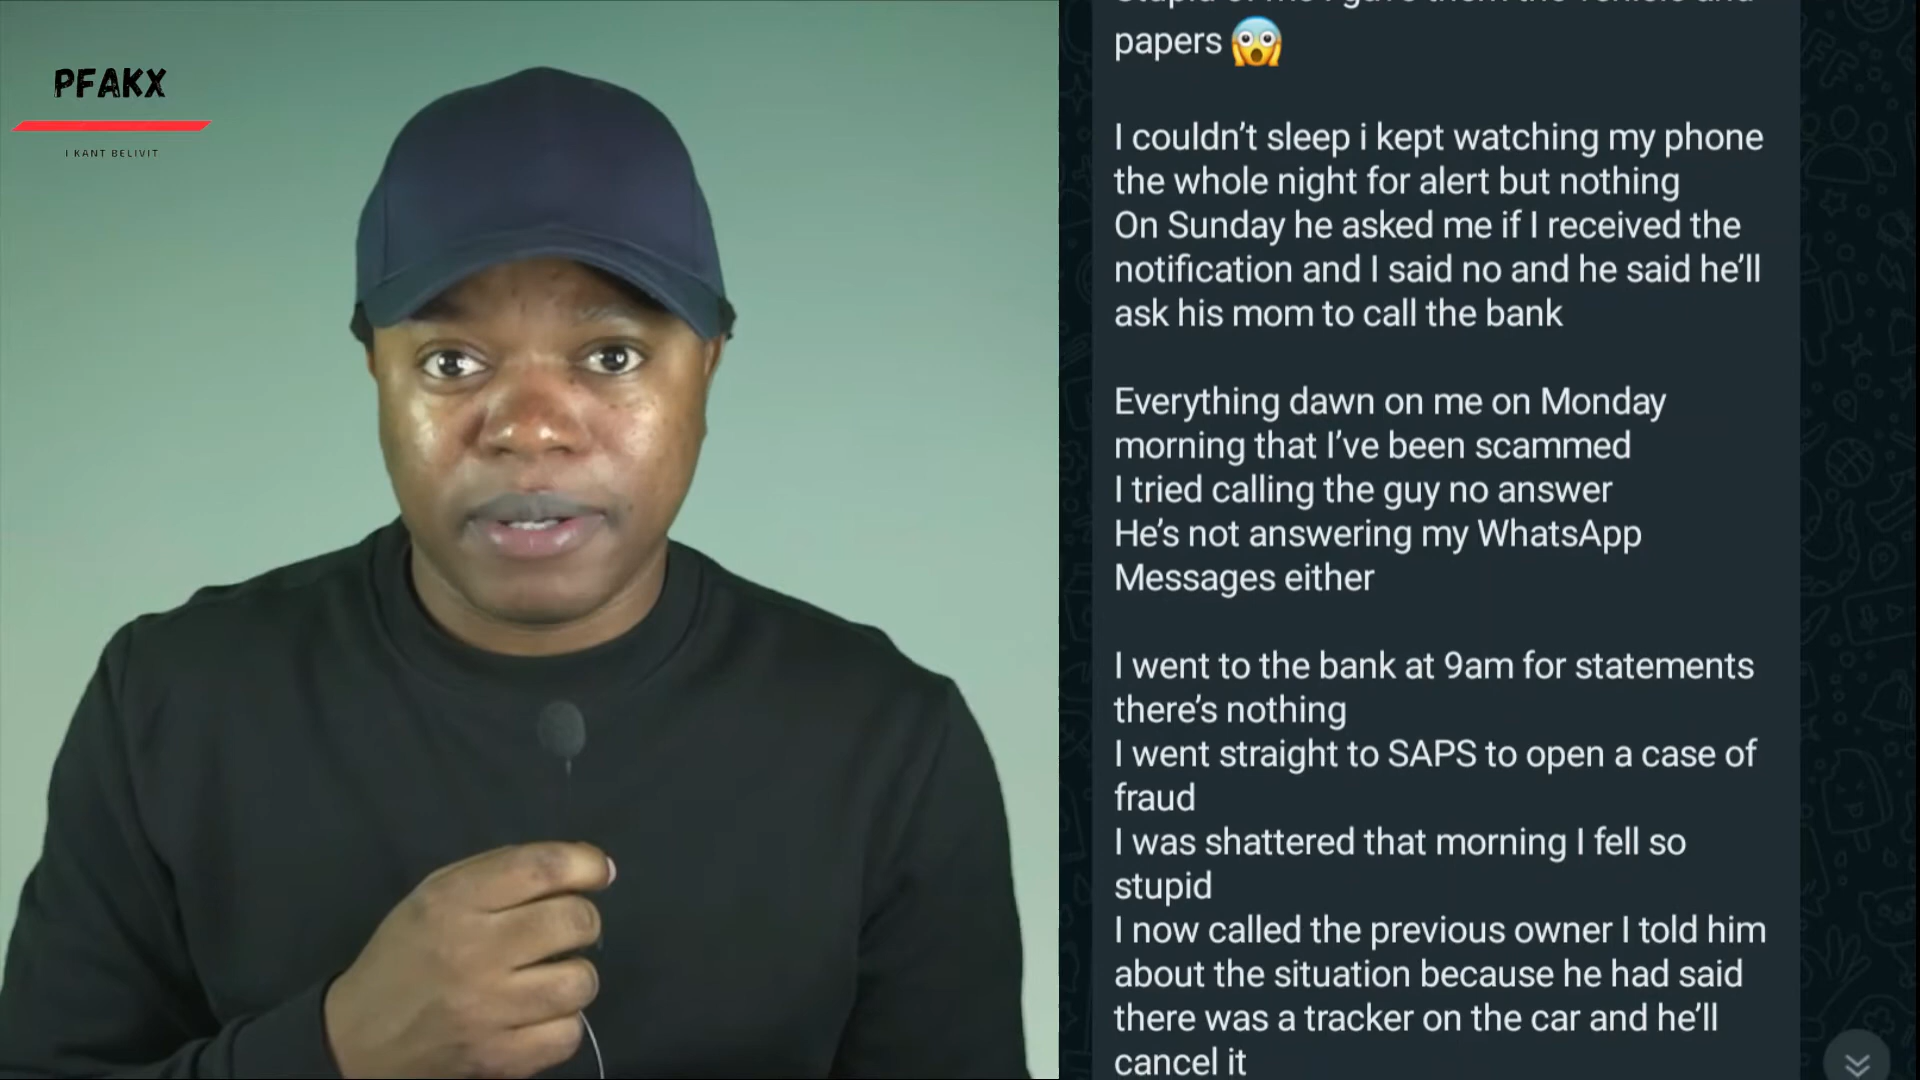 PFAKX
I KANT BELIVIT
papers 😱
I couldn't sleep i kept watching my phone
the whole night for alert but nothing
On Sunday he asked me if I received the
notification and I said no and he said he'll
ask his mom to call the bank
Everything dawn on me on Monday
morning that I've been scammed
I tried calling the guy no answer
He's not answering my WhatsApp
Messages either
I went to the bank at 9am for statements
there's nothing
I went straight to SAPS to open a case of
fraud
I was shattered that morning I fell so
stupid
I now called the previous owner I told him
about the situation because he had said
there was a tracker on the car and he'll
cancel it